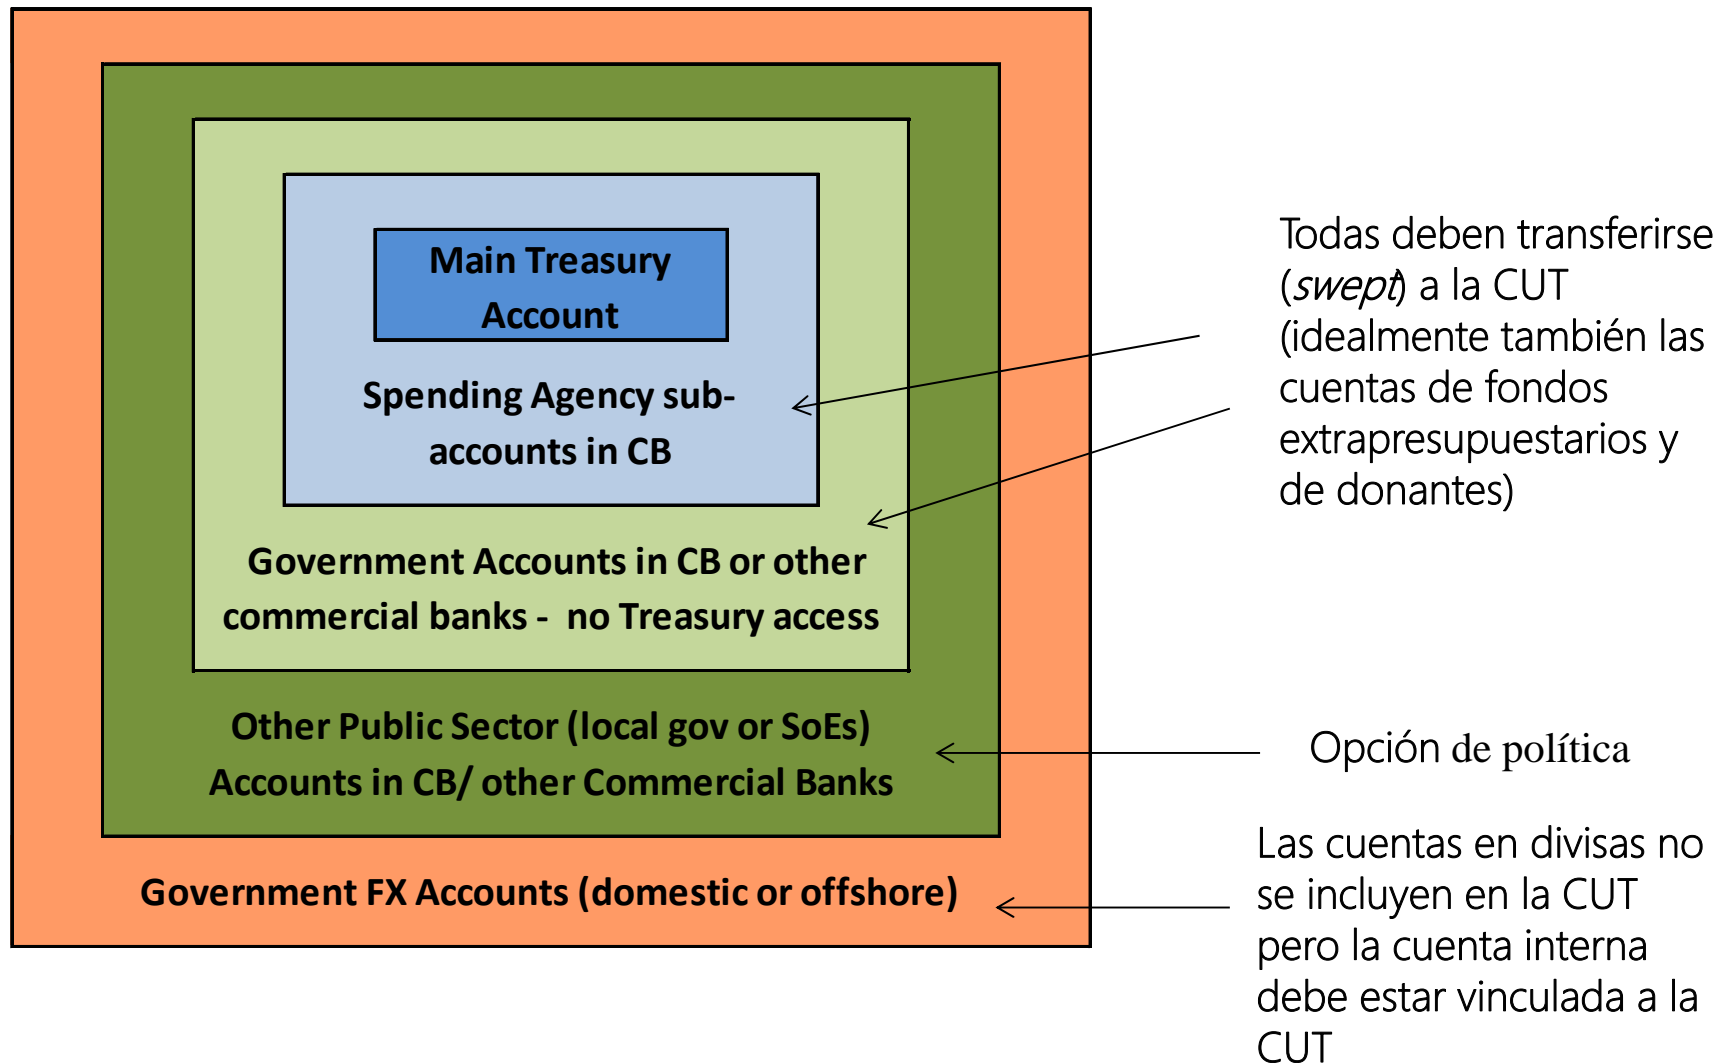 Main Treasury
Account
Spending Agency sub-
accounts in CB
Government Accounts in CB or other
commercial banks -  no Treasury access
Other Public Sector (local gov or SoEs)
Accounts in CB/ other Commercial Banks
Government FX Accounts (domestic or offshore)
Todas deben transferirse
(swept) a la CUT
(idealmente también las
cuentas de fondos
extrapresupuestarios y
de donantes)
Opción de política
Las cuentas en divisas no
se incluyen en la CUT
pero la cuenta interna
debe estar vinculada a la
CUT